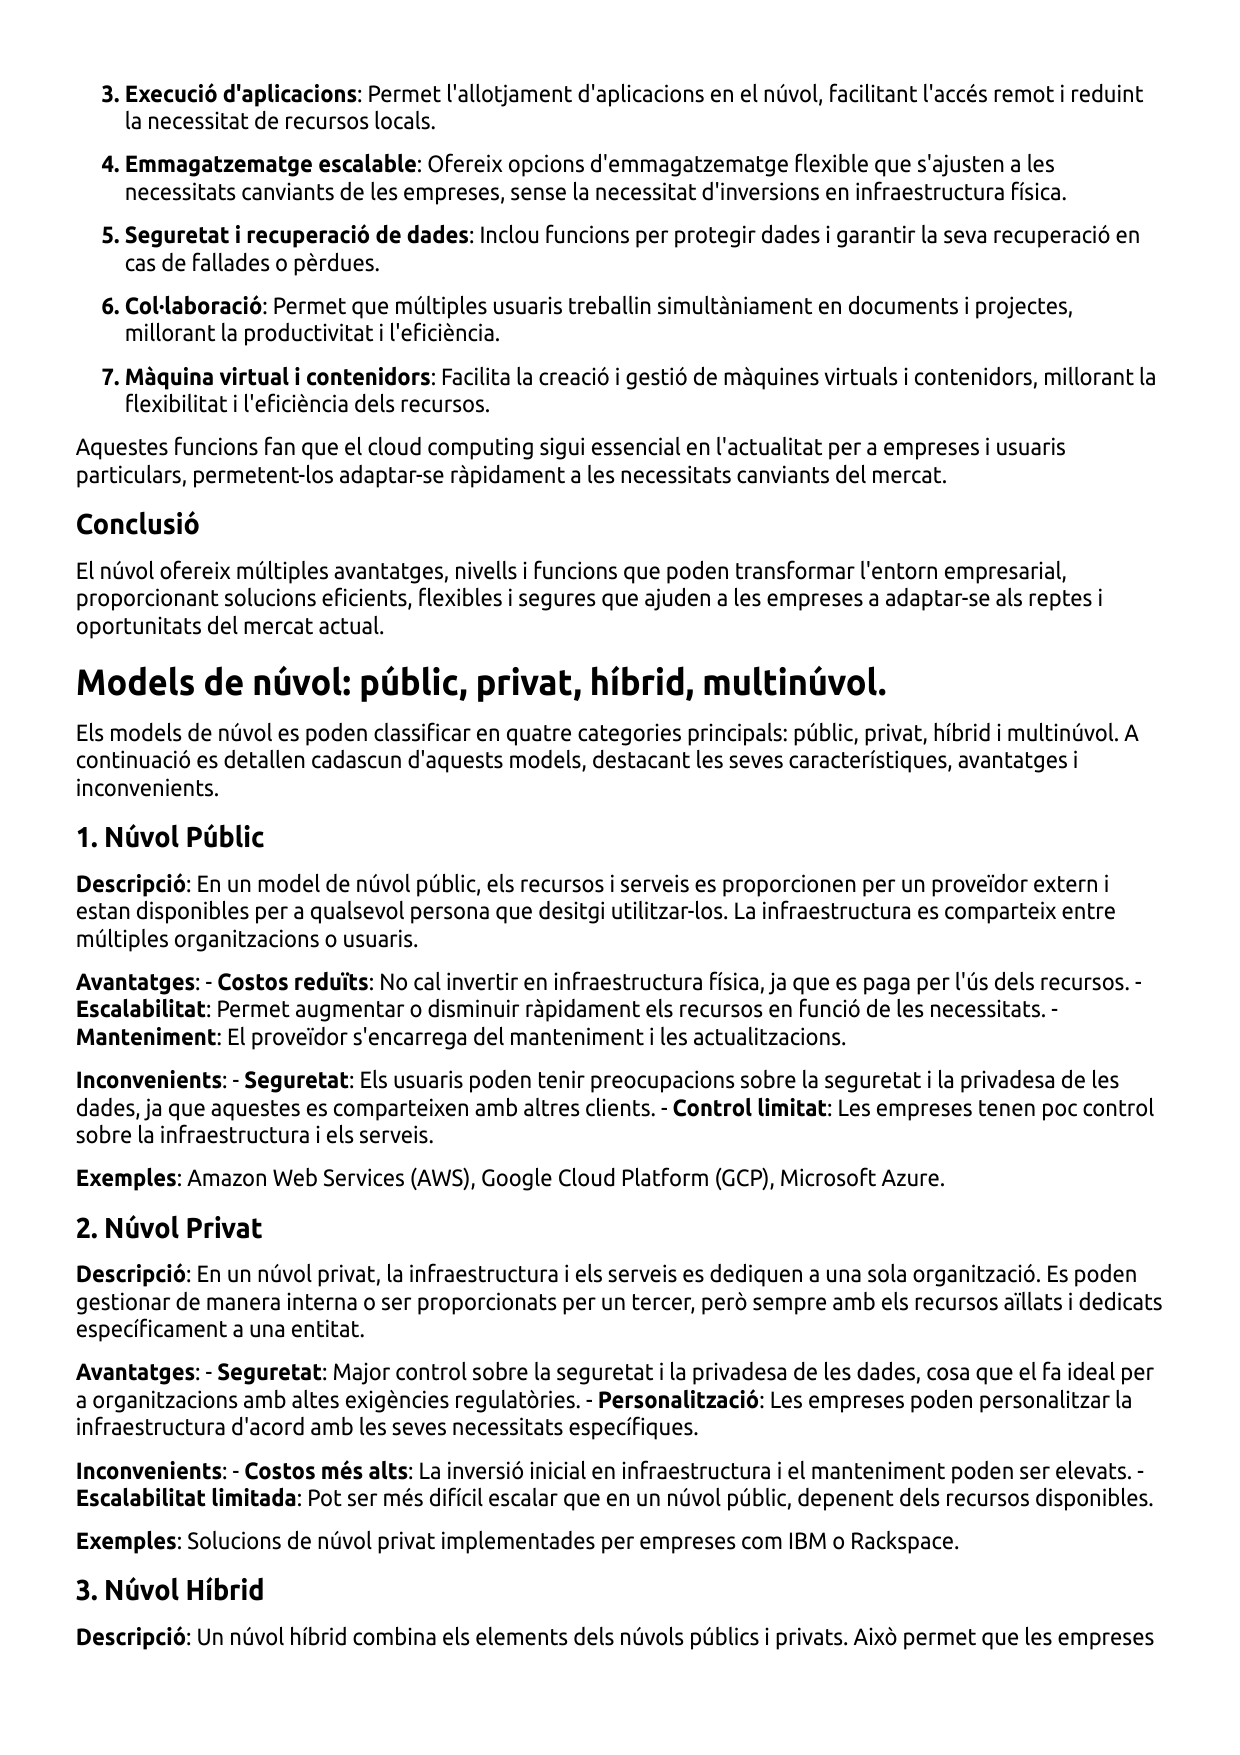 3. Execució d'aplicacions: Permet l'allotjament d'aplicacions en el núvol, facilitant l'accés remot i reduint
la necessitat de recursos locals.
4. Emmagatzematge escalable: Ofereix opcions d'emmagatzematge flexible que s'ajusten a les
necessitats canviants de les empreses, sense la necessitat d'inversions en infraestructura física.
5. Seguretat i recuperació de dades: Inclou funcions per protegir dades i garantir la seva recuperació en
cas de fallades o pèrdues.
6. Col·laboració: Permet que múltiples usuaris treballin simultàniament en documents i projectes,
millorant la productivitat i l'eficiència.
7. Màquina virtual i contenidors: Facilita la creació i gestió de màquines virtuals i contenidors, millorant la
flexibilitat i l'eficiència dels recursos.
Aquestes funcions fan que el cloud computing sigui essencial en l'actualitat per a empreses i usuaris
particulars, permetent-los adaptar-se ràpidament a les necessitats canviants del mercat.
Conclusió
El núvol ofereix múltiples avantatges, nivells i funcions que poden transformar l'entorn empresarial,
proporcionant solucions eficients, flexibles i segures que ajuden a les empreses a adaptar-se als reptes i
oportunitats del mercat actual.
Models de núvol: públic, privat, híbrid, multinúvol.
Els models de núvol es poden classificar en quatre categories principals: públic, privat, híbrid i multinúvol. A
continuació es detallen cadascun d'aquests models, destacant les seves característiques, avantatges i
inconvenients.
1. Núvol Públic
Descripció: En un model de núvol públic, els recursos i serveis es proporcionen per un proveïdor extern i
estan disponibles per a qualsevol persona que desitgi utilitzar-los. La infraestructura es comparteix entre
múltiples organitzacions o usuaris.
Avantatges: - Costos reduïts: No cal invertir en infraestructura física, ja que es paga per l'ús dels recursos. -
Escalabilitat: Permet augmentar o disminuir ràpidament els recursos en funció de les necessitats. -
Manteniment: El proveïdor s'encarrega del manteniment i les actualitzacions.
Inconvenients: - Seguretat: Els usuaris poden tenir preocupacions sobre la seguretat i la privadesa de les
dades, ja que aquestes es comparteixen amb altres clients. - Control limitat: Les empreses tenen poc control
sobre la infraestructura i els serveis.
Exemples: Amazon Web Services (AWS), Google Cloud Platform (GCP), Microsoft Azure.
2. Núvol Privat
Descripció: En un núvol privat, la infraestructura i els serveis es dediquen a una sola organització. Es poden
gestionar de manera interna o ser proporcionats per un tercer, però sempre amb els recursos aïllats i dedicats
específicament a una entitat.
Avantatges: - Seguretat: Major control sobre la seguretat i la privadesa de les dades, cosa que el fa ideal per
a organitzacions amb altes exigències regulatòries. - Personalització: Les empreses poden personalitzar la
infraestructura d'acord amb les seves necessitats específiques.
Inconvenients: - Costos més alts: La inversió inicial en infraestructura i el manteniment poden ser elevats. -
Escalabilitat limitada: Pot ser més difícil escalar que en un núvol públic, depenent dels recursos disponibles.
Exemples: Solucions de núvol privat implementades per empreses com IBM o Rackspace.
3. Núvol Híbrid
Descripció: Un núvol híbrid combina els elements dels núvols públics i privats. Això permet que les empreses